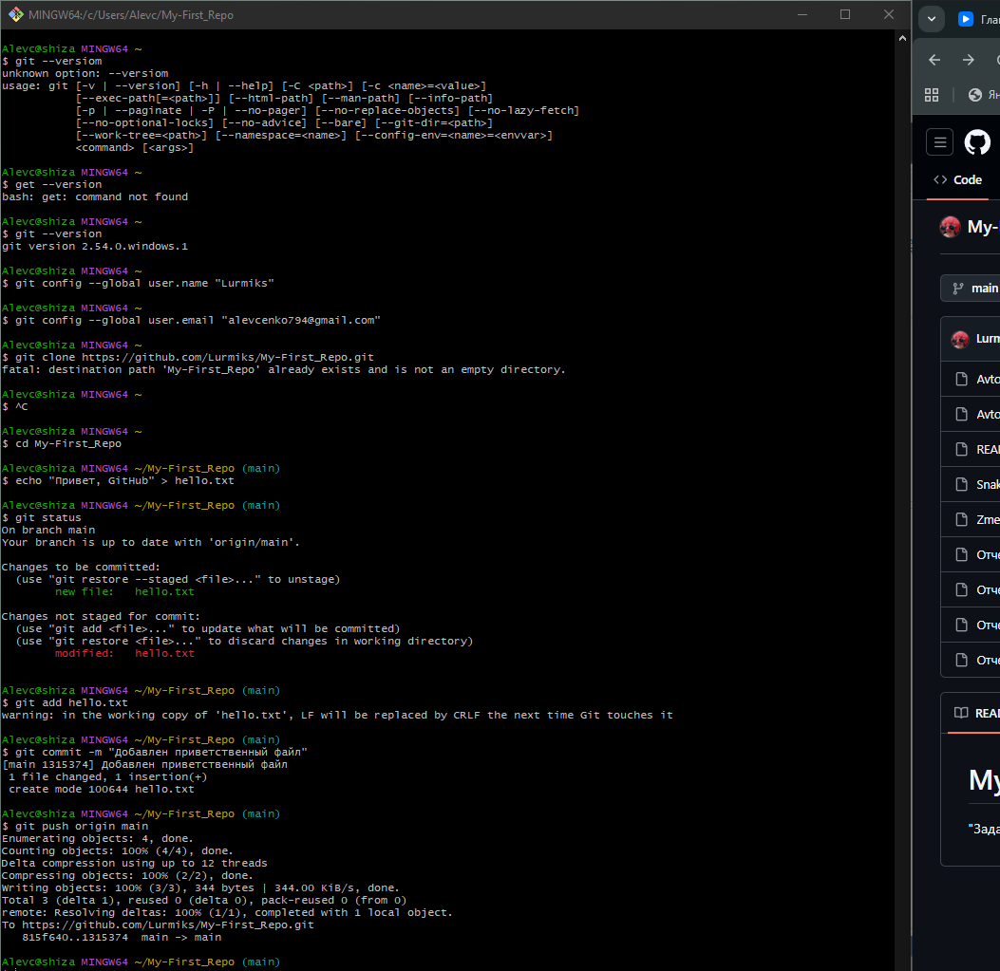 MINGW64:/c/Users/Alevc/My-First_Repo
Alevc@shiza MINGW64 ~
$ git --versiom
unknown option: --versiom
usage: git [-v | --version] [-h | --help] [-C <path>] [-c <name>=<value>]
[--exec-path[=<path>]] [--html-path] [--man-path] [--info-path]
[-p | --paginate | -P | --no-pager] [--no-replace-objects] [--no-lazy-fetch]
[--no-optional-locks] [--no-advice] [--bare] [--git-dir=<path>]
[--work-tree=<path>] [--namespace=<name>] [--config-env=<name>=<envvar>]
<command> [<args>]
Alevc@shiza MINGW64 ~
$ get --version
bash: get: command not found
Alevc@shiza MINGW64 ~
$ git --version
git version 2.54.0.windows.1
Alevc@shiza MINGW64 ~
$ git config --global user.name "Lurmiks"
Alevc@shiza MINGW64 ~
$ git config --global user.email "alevcenko794@gmail.com"
Alevc@shiza MINGW64 ~
$ git clone https://github.com/Lurmiks/My-First_Repo.git
fatal: destination path 'My-First_Repo' already exists and is not an empty directory.
Alevc@shiza MINGW64 ~
$ ^C
Alevc@shiza MINGW64 ~
$ cd My-First_Repo
Alevc@shiza MINGW64 ~/My-First_Repo (main)
$ echo "Привет, GitHub" > hello.txt
Alevc@shiza MINGW64 ~/My-First_Repo (main)
$ git status
On branch main
Your branch is up to date with 'origin/main'.
Changes to be committed:
(use "git restore --staged <file>..." to unstage)
new file:   hello.txt
Changes not staged for commit:
(use "git add <file>..." to update what will be committed)
(use "git restore <file>..." to discard changes in working directory)
modified:   hello.txt
Alevc@shiza MINGW64 ~/My-First_Repo (main)
$ git add hello.txt
warning: in the working copy of 'hello.txt', LF will be replaced by CRLF the next time Git touches it
Alevc@shiza MINGW64 ~/My-First_Repo (main)
$ git commit -m "Добавлен приветственный файл"
[main 1315374] Добавлен приветственный файл
1 file changed, 1 insertion(+)
create mode 100644 hello.txt
Alevc@shiza MINGW64 ~/My-First_Repo (main)
$ git push origin main
Enumerating objects: 4, done.
Counting objects: 100% (4/4), done.
Delta compression using up to 12 threads
Compressing objects: 100% (2/2), done.
Writing objects: 100% (3/3), 344 bytes | 344.00 KiB/s, done.
Total 3 (delta 1), reused 0 (delta 0), pack-reused 0 (from 0)
remote: Resolving deltas: 100% (1/1), completed with 1 local object.
To https://github.com/Lurmiks/My-First_Repo.git
815f640..1315374  main -> main
Alevc@shiza MINGW64 ~/My-First_Repo (main)
$
Гла
Ян
Code
My-
main
Lurm
Avto
Avto
READ
Snak
Zme
Отче
Отче
Отче
Отче
READ
My
"Зада